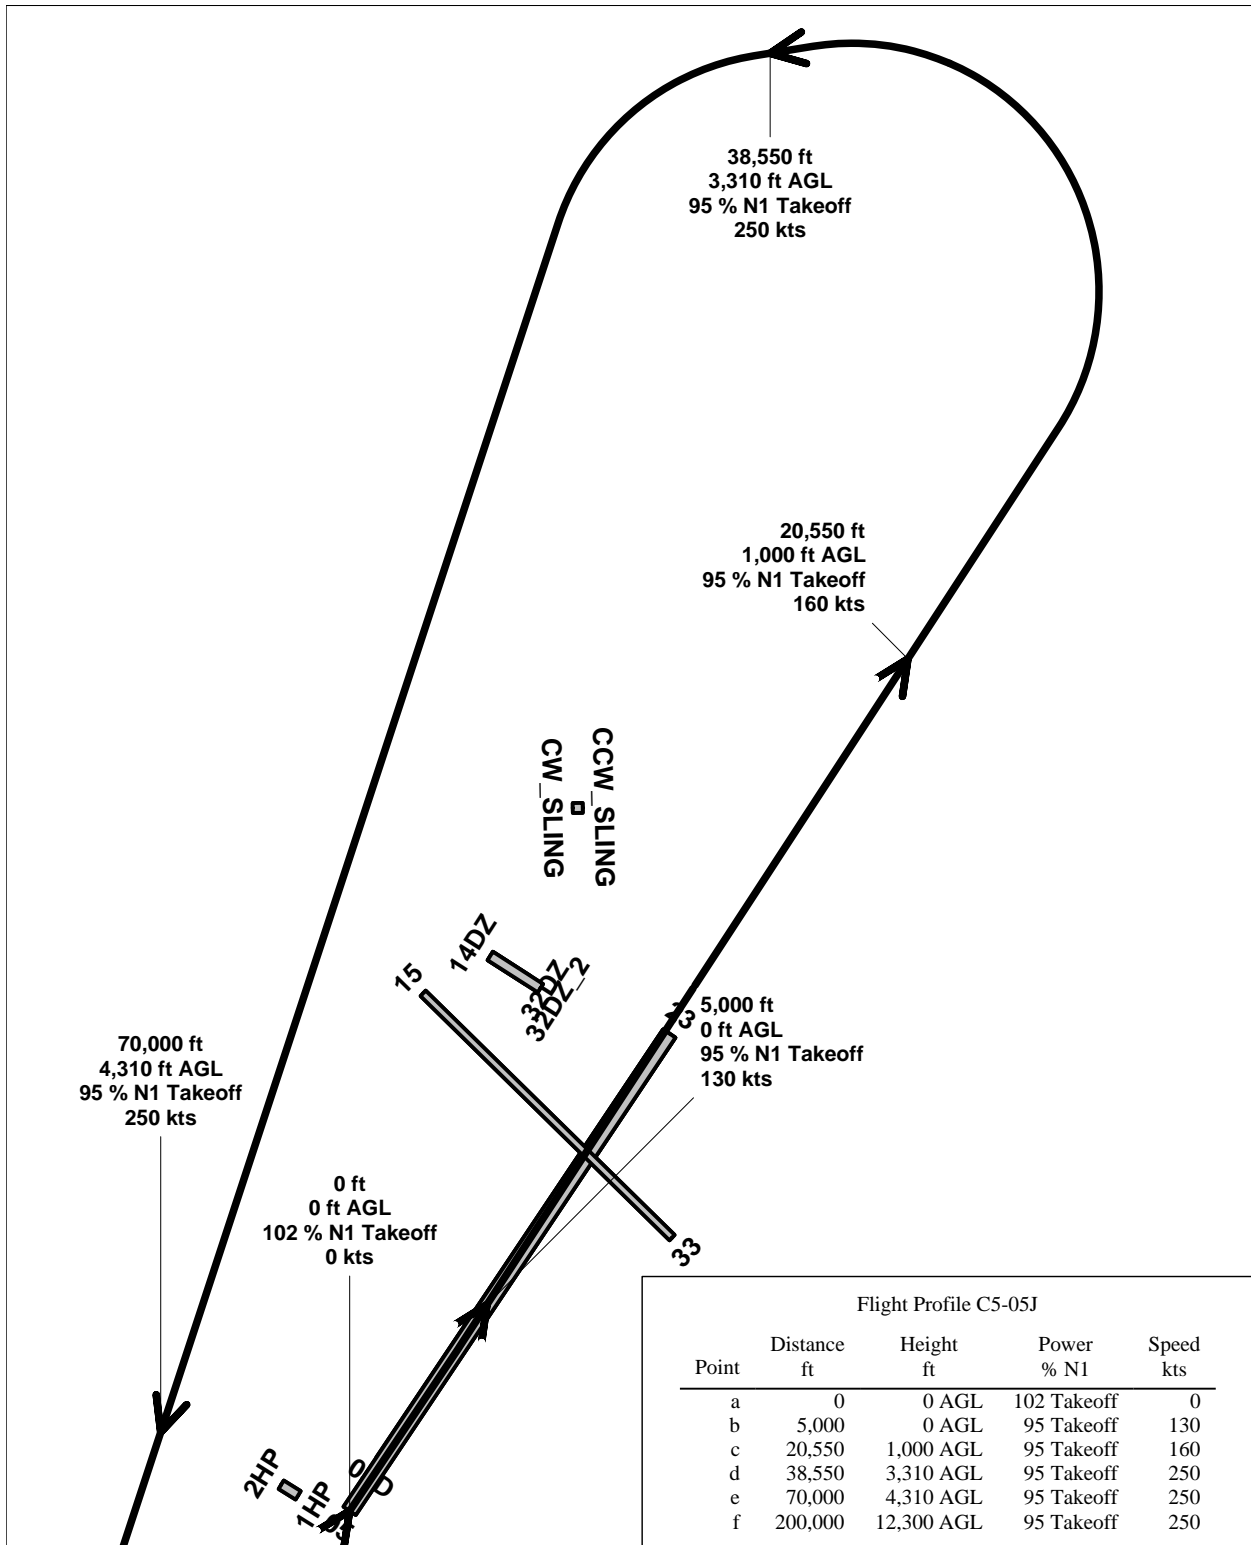 38,550 ft
3,310 ft AGL
95 % N1 Takeoff
250 kts
20,550 ft
1,000 ft AGL
95 % N1 Takeoff
160 kts
CW_SLING
CCW_SLING
14DZ
32DZ
32DZ_2
15
5,000 ft
0 ft AGL
95 % N1 Takeoff
130 kts
70,000 ft
4,310 ft AGL
95 % N1 Takeoff
250 kts
0 ft
0 ft AGL
102 % N1 Takeoff
0 kts
33
2HP
1HP
Flight Profile C5-05J
Point Distance ft Height ft Power % N1 Speed kts
a 0 0 AGL 102 Takeoff 0
b 5,000 0 AGL 95 Takeoff 130
c 20,550 1,000 AGL 95 Takeoff 160
d 38,550 3,310 AGL 95 Takeoff 250
e 70,000 4,310 AGL 95 Takeoff 250
f 200,000 12,300 AGL 95 Takeoff 250